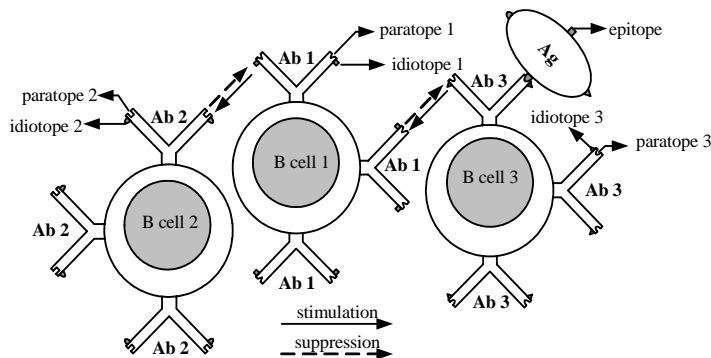 paratope 1
Ab 1
idiotope 1
Ag
epitope
Ab 3
paratope 2
idiotope 2
Ab 2
idiotope 3
paratope 3
B cell 1
Ab 1
B cell 3
Ab 3
Ab 2
B cell 2
Ab 1
Ab 3
stimulation
suppression
Ab 2